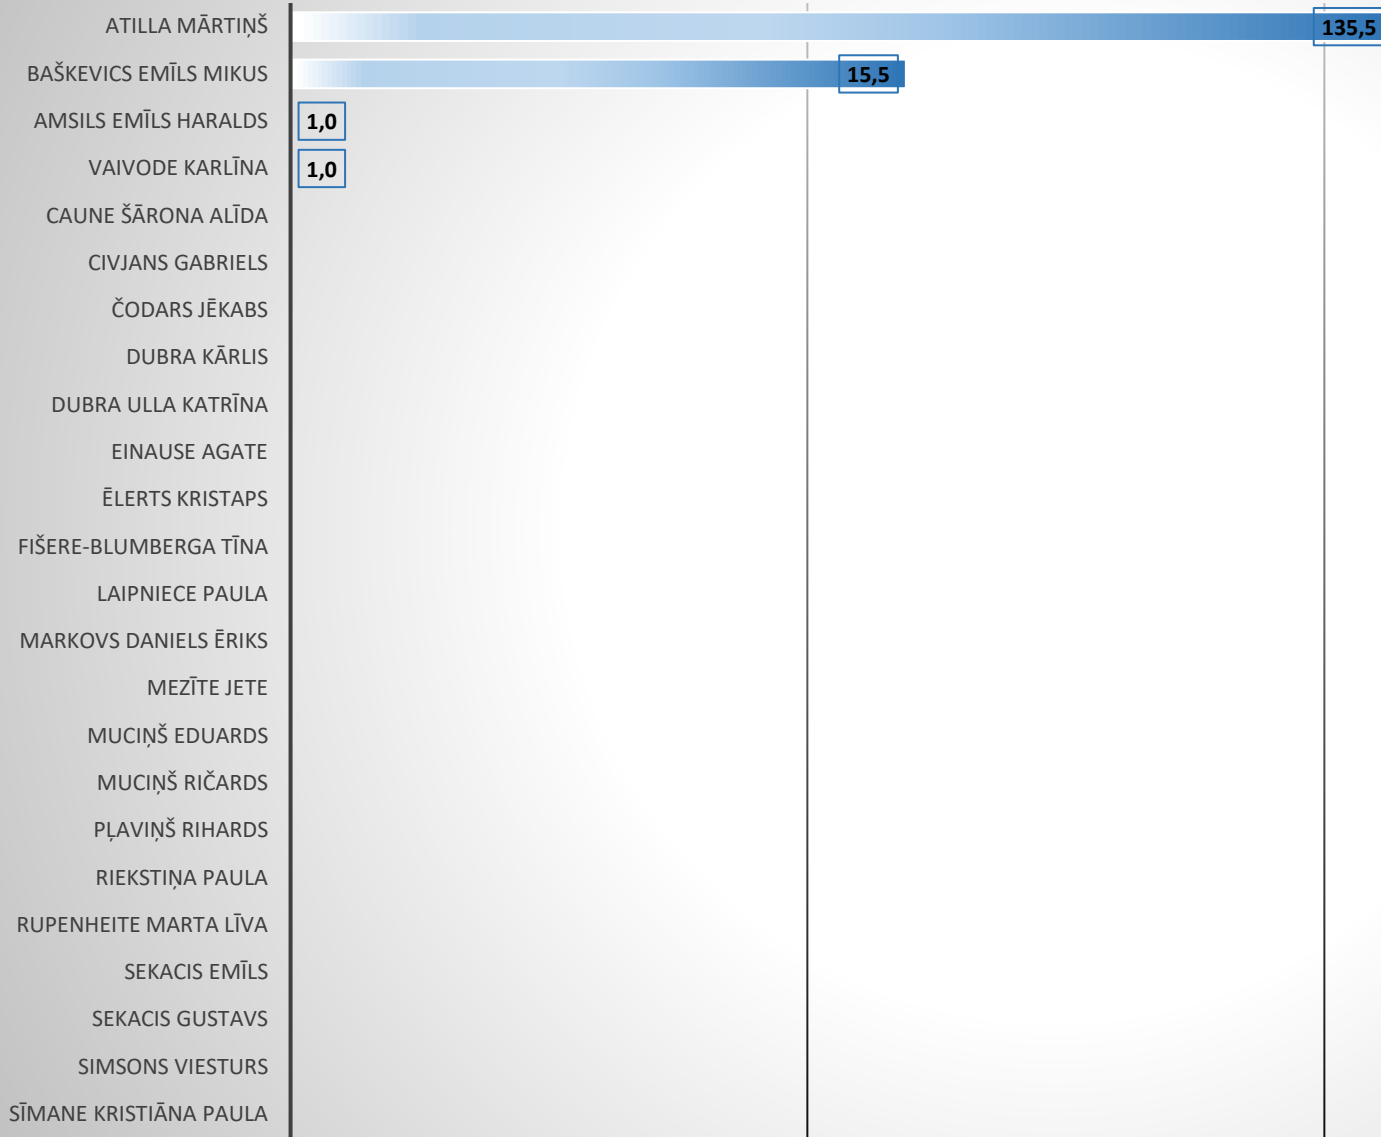 ATILLA MĀRTIŅŠ 135,5
BAŠKEVICS EMĪLS MIKUS 15,5
AMSILS EMĪLS HARALDS 1,0
VAIVODE KARLĪNA 1,0
CAUNE ŠĀRONA ALĪDA
CIVJANS GABRIELS
ČODARS JĒKABS
DUBRA KĀRLIS
DUBRA ULLA KATRĪNA
EINAUSE AGATE
ĒLERTS KRISTAPS
FIŠERE-BLUMBERGA TĪNA
LAIPNIECE PAULA
MARKOVS DANIELS ĒRIKS
MEZĪTE JETE
MUCIŅŠ EDUARDS
MUCIŅŠ RIČARDS
PĻAVIŅŠ RIHARDS
RIEKSTIŅA PAULA
RUPENHEITE MARTA LĪVA
SEKACIS EMĪLS
SEKACIS GUSTAVS
SIMSONS VIESTURS
SĪMANE KRISTIĀNA PAULA